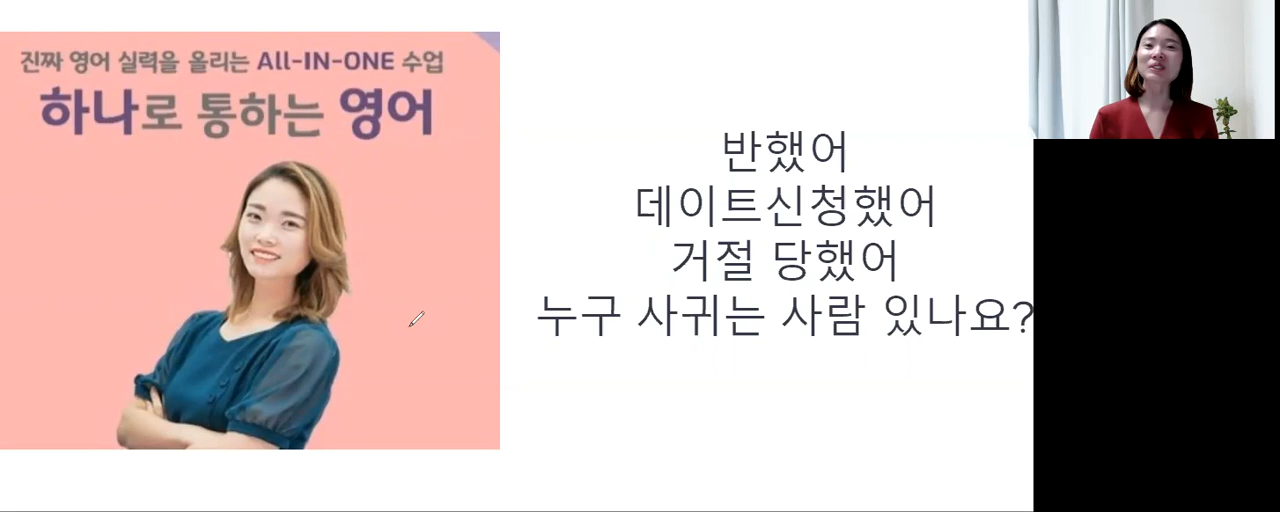 진짜 영어 실력을 올리는 All-IN-ONE 수업
하나로 통하는 영어
반했어
데이트신청했어
거절 당했어
누구 사귀는 사람 있나요?